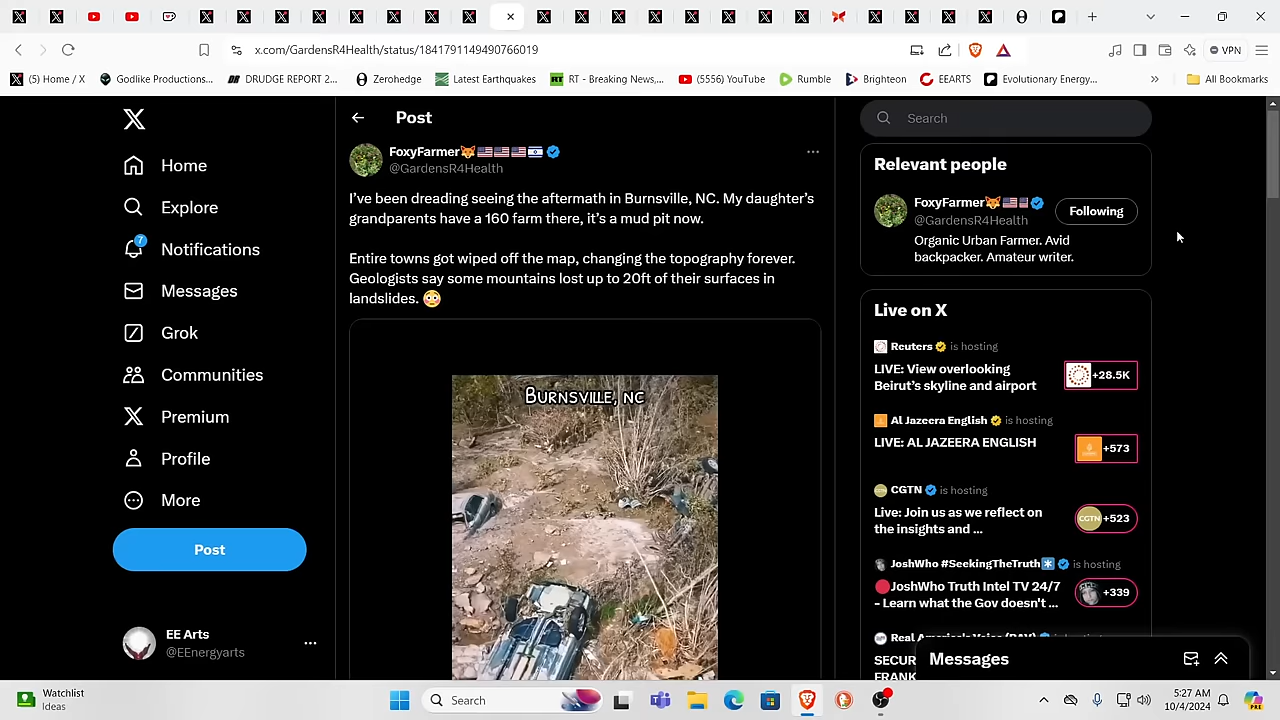 x.com/GardensR4Health/status/1841791149490766019
VPN
(5) Home / X
Godlike Productions...
DRUDGE REPORT 2...
Zerohedge
Latest Earthquakes
RT - Breaking News,...
(5556) YouTube
Rumble
Brighteon
EEARTS
Evolutionary Energy...
»
All Bookmarks
Home
Explore
7
Notifications
Messages
Grok
Communities
Premium
Profile
More
Post
EE Arts
@EEnergyarts
Post
FoxyFarmer🦊🇺🇸🇺🇸🇺🇸🇮🇱
@GardensR4Health
I’ve been dreading seeing the aftermath in Burnsville, NC. My daughter’s
grandparents have a 160 farm there, it’s a mud pit now.
Entire towns got wiped off the map, changing the topography forever.
Geologists say some mountains lost up to 20ft of their surfaces in
landslides. 😳
BURNSVILLE, NC
Search
Relevant people
FoxyFarmer🦊🇺🇸
@GardensR4Health
Following
Organic Urban Farmer. Avid
backpacker. Amateur writer.
Live on X
Reuters is hosting
LIVE: View overlooking
Beirut’s skyline and airport
+28.5K
Al Jazeera English is hosting
LIVE: AL JAZEERA ENGLISH
+573
CGTN is hosting
Live: Join us as we reflect on
the insights and ...
CGTN
+523
JoshWho #SeekingTheTruth*️⃣ is hosting
🔴JoshWho Truth Intel TV 24/7
- Learn what the Gov doesn't ...
+339
Messages
Watchlist
Ideas
Search
5:27 AM
10/4/2024